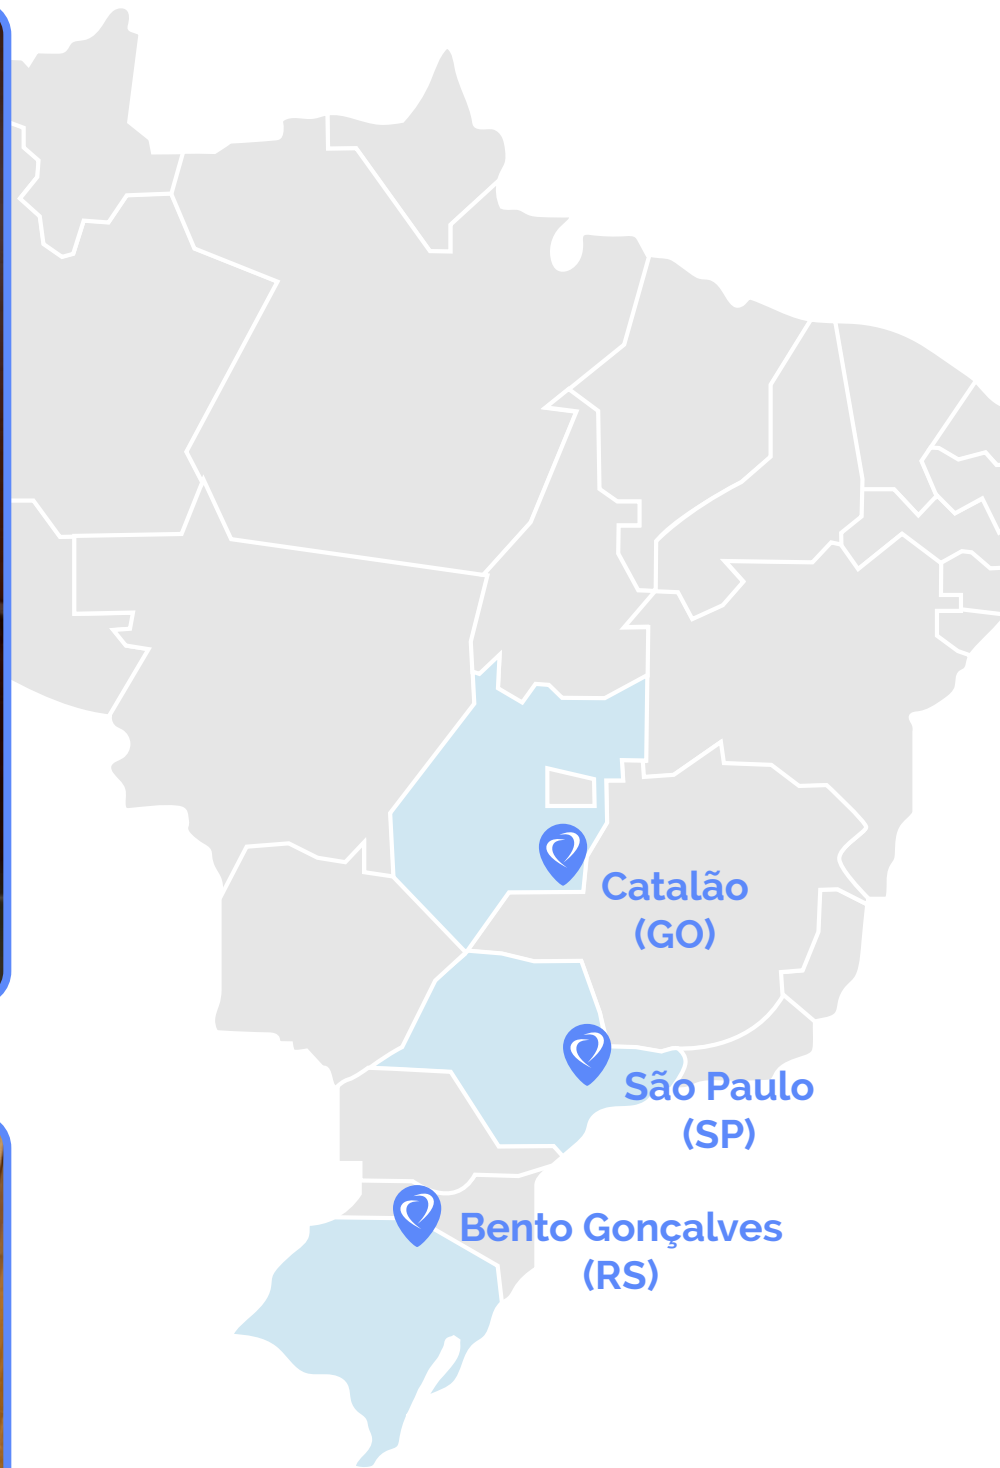 Catalão
(GO)
São Paulo
(SP)
Bento Gonçalves
(RS)